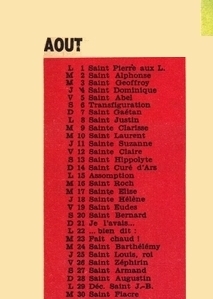 AOUT
L 1 Saint Pierre aux L.
M 2 Saint Alphonse
M 3 Saint Geoffroy
J 4 Saint Dominique
V 5 Saint Abel
S 6 Transfiguration
D 7 Saint Gaétan
L 8 Saint Justin
M 9 Sainte Clarisse
M 10 Saint Laurent
J 11 Sainte Susanne
V 12 Sainte Claire
S 13 Saint Hippolyte
D 14 Saint Curé d'Ars
L 15 Assomption
M 16 Saint Roch
M 17 Sainte Elise
J 18 Sainte Hélène
V 19 Saint Eudes
S 20 Saint Bernard
D 21 Je l'avais...
L 22 ... bien dit :
M 23 Fait chaud !
M 24 Saint Barthélémy
J 25 Saint Louis, roi
V 26 Saint Zéphirin
S 27 Saint Armand
D 28 Saint Augustin
L 29 Déc. Saint J.-B.
M 30 Saint Fiacre